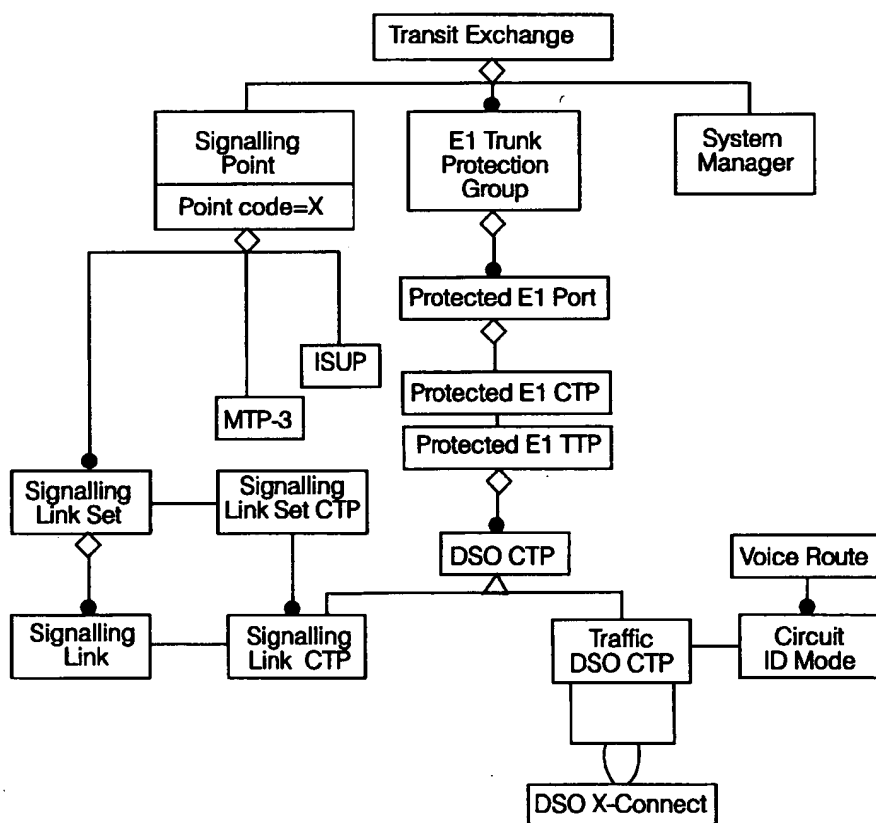 Transit Exchange
Signalling
Point
Point code=X
E1 Trunk
Protection
Group
System
Manager
Protected E1 Port
ISUP
MTP-3
Protected E1 CTP
Protected E1 TTP
Signalling
Link Set
Signalling
Link Set CTP
DSO CTP
Voice Route
Signalling
Link
Signalling
Link CTP
Traffic
DSO CTP
Circuit
ID Mode
DSO X-Connect